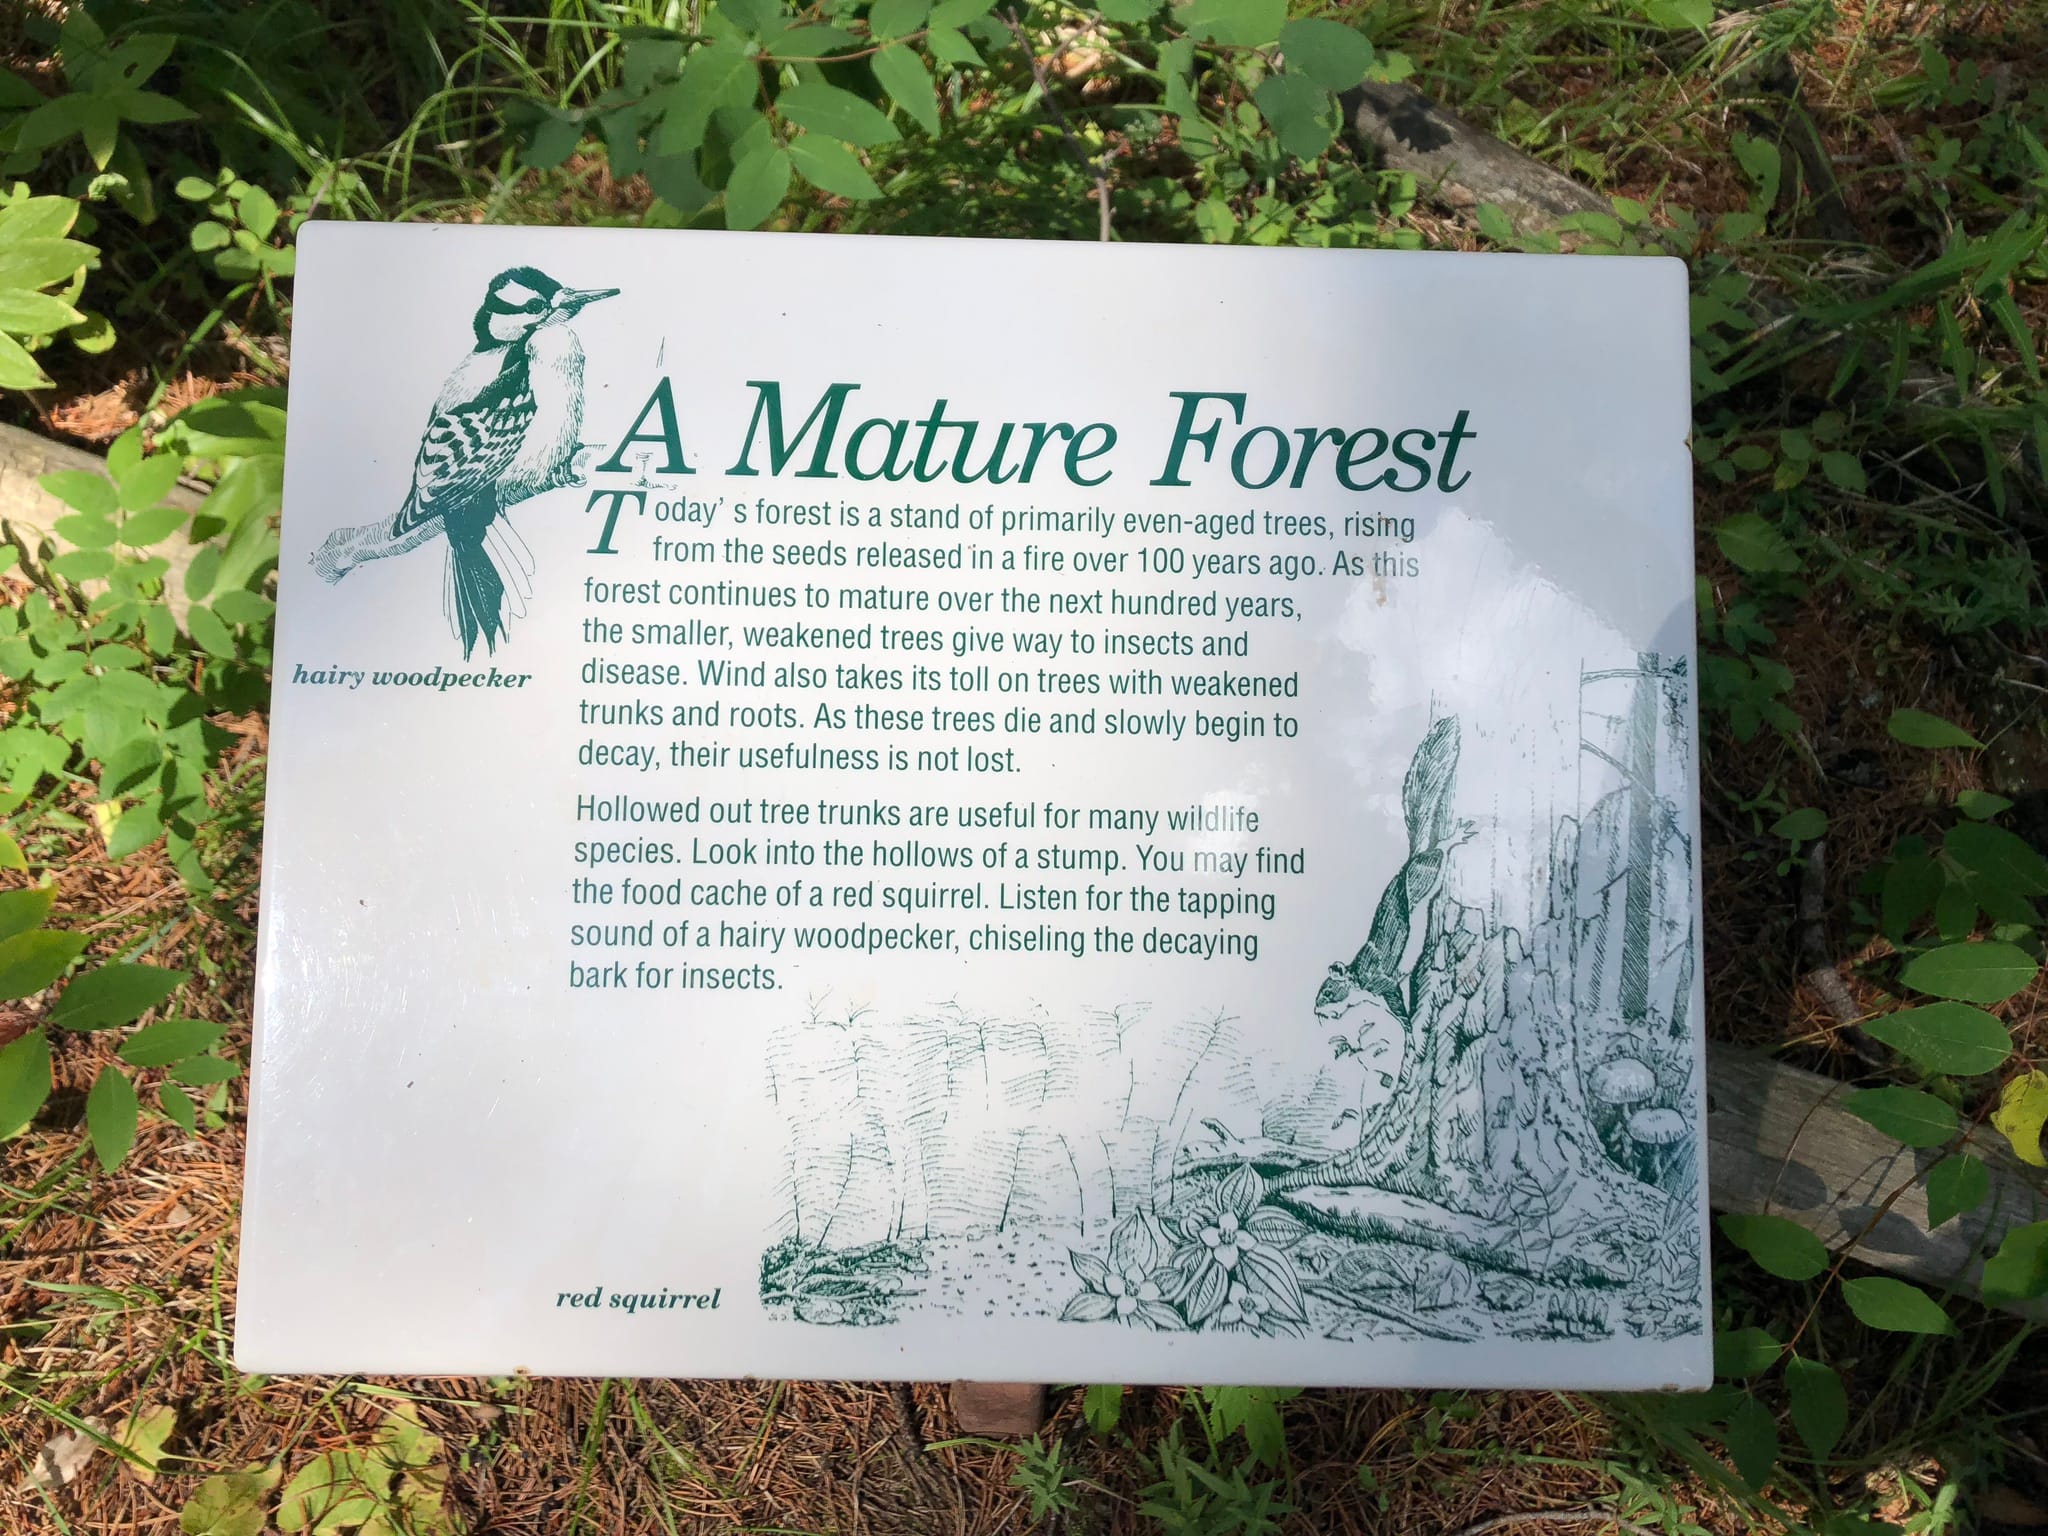 A Mature Forest
Today' s forest is a stand of primarily even-aged trees, rising
from the seeds released in a fire over 100 years ago. As this
forest continues to mature over the next hundred years,
the smaller, weakened trees give way to insects and
disease. Wind also takes its toll on trees with weakened
trunks and roots. As these trees die and slowly begin to
decay, their usefulness is not lost.
Hollowed out tree trunks are useful for many wildlife
species. Look into the hollows of a stump. You may find
the food cache of a red squirrel. Listen for the tapping
sound of a hairy woodpecker, chiseling the decaying
bark for insects.
hairy woodpecker
red squirrel